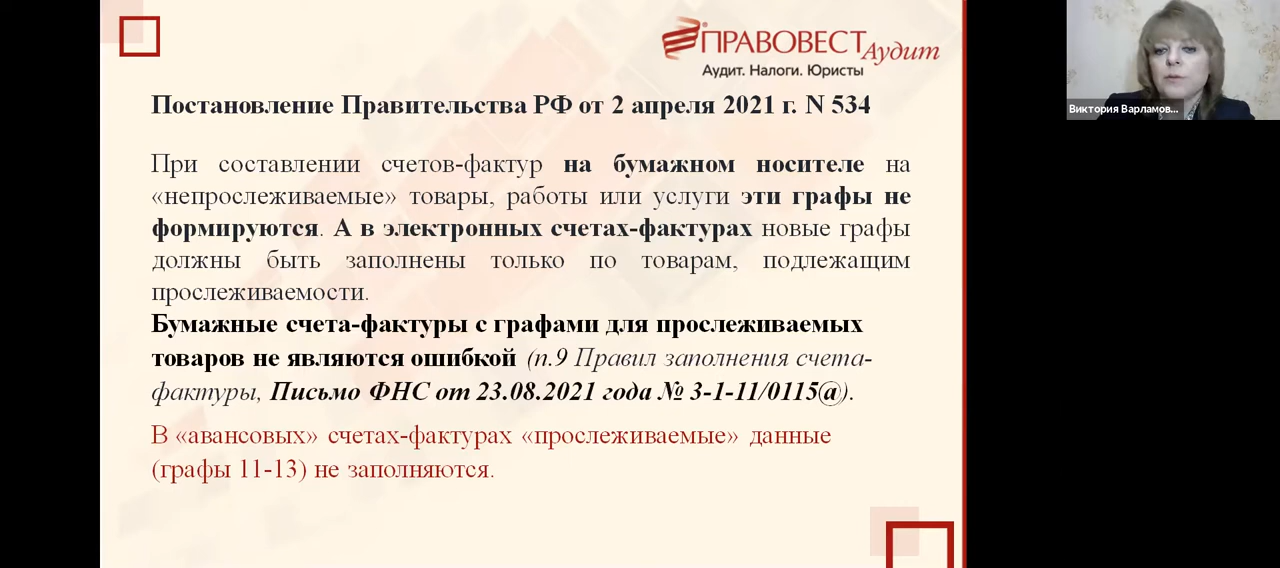 ПРАВОВЕСТ Аудит
Аудит. Налоги. Юристы
Виктория Варламов...
Постановление Правительства РФ от 2 апреля 2021 г. N 534
При составлении счетов-фактур на бумажном носителе на
«непрослеживаемые» товары, работы или услуги эти графы не
формируются. А в электронных счетах-фактурах новые графы
должны быть заполнены только по товарам, подлежащим
прослеживаемости.
Бумажные счета-фактуры с графами для прослеживаемых
товаров не являются ошибкой (п.9 Правил заполнения счета-
фактуры, Письмо ФНС от 23.08.2021 года № 3-1-11/0115@).
В «авансовых» счетах-фактурах «прослеживаемые» данные
(графы 11-13) не заполняются.